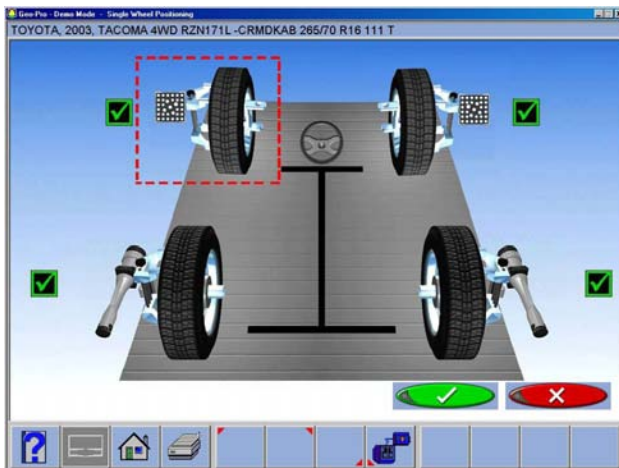 Geo-Pro - Demo Mode - Single Wheel Positioning
TOYOTA, 2003, TACOMA 4WD RZN171L -CRMDKAB 265/70 R16 111 T